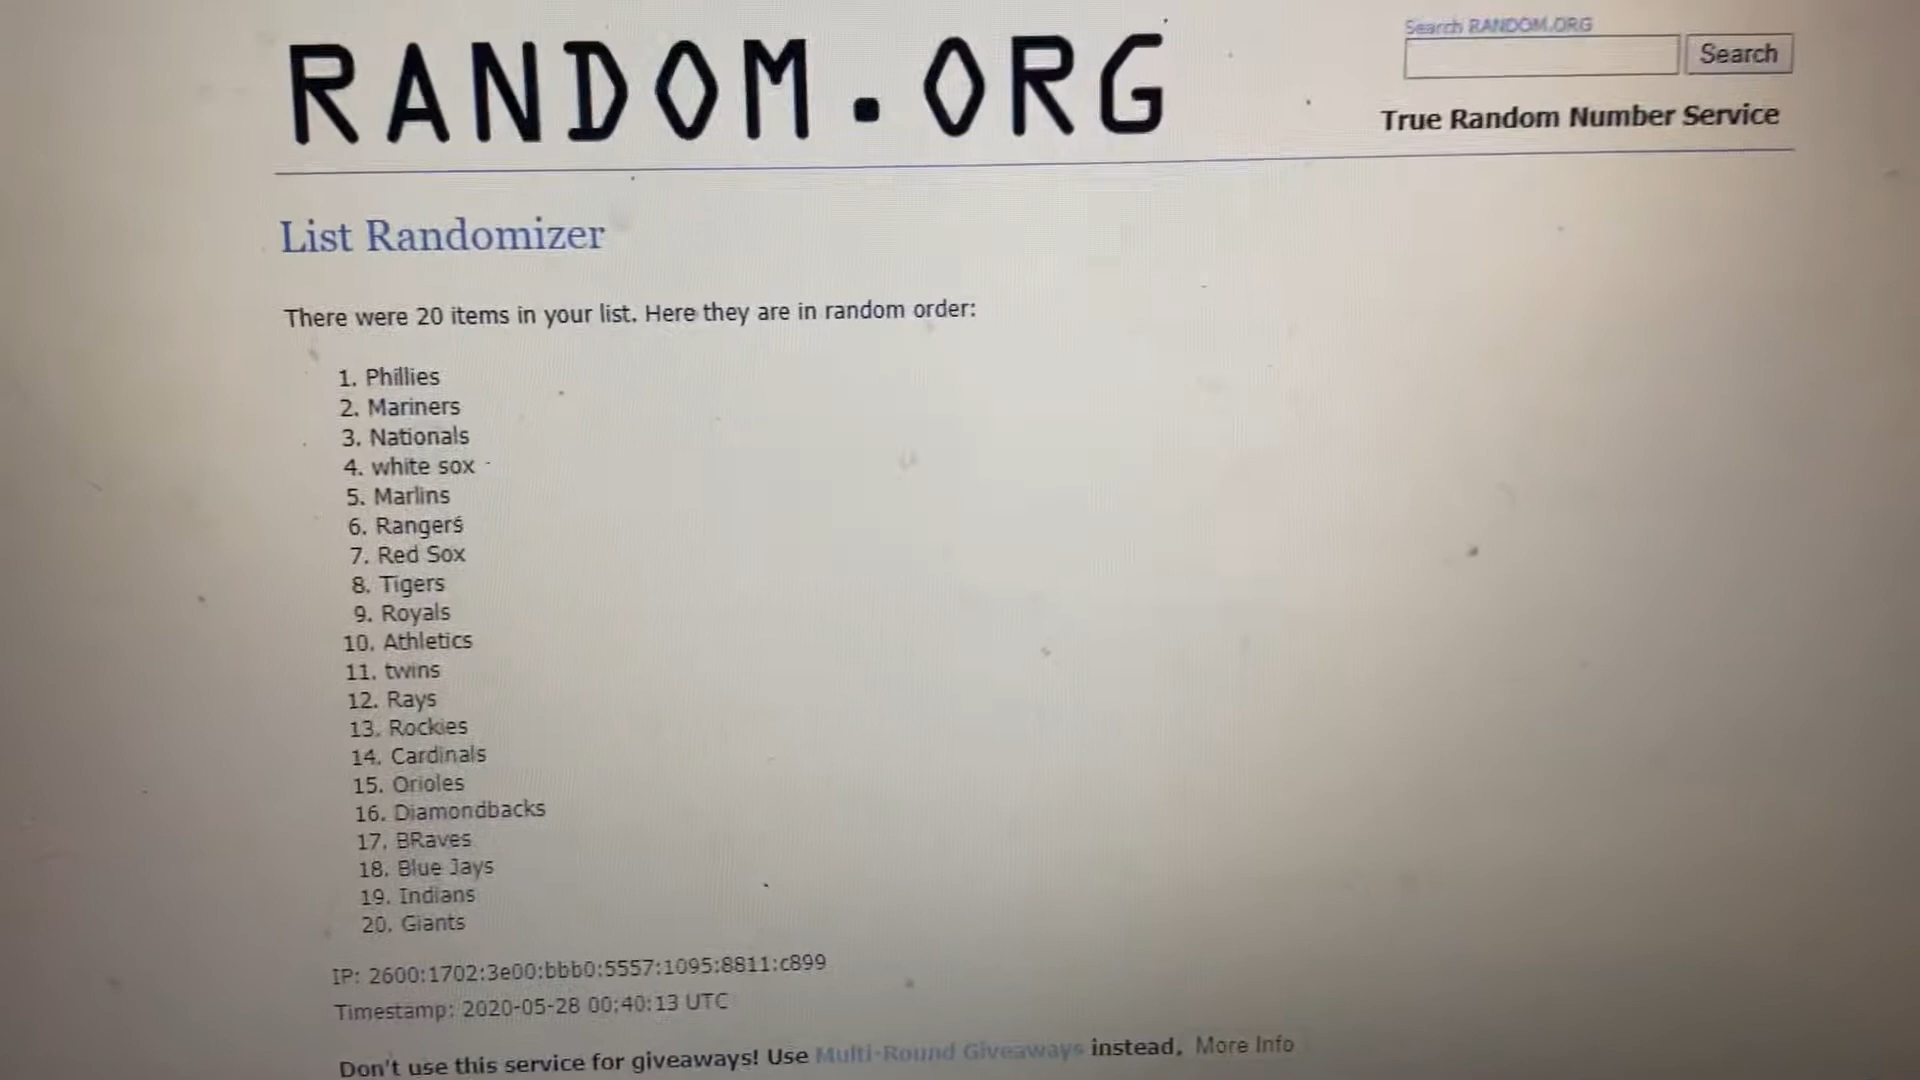 RANDOM.ORG
Search RANDOM.ORG
Search
True Random Number Service
List Randomizer
There were 20 items in your list. Here they are in random order:
1. Phillies
2. Mariners
3. Nationals
4. white sox
5. Marlins
6. Rangers
7. Red Sox
8. Tigers
9. Royals
10. Athletics
11. twins
12. Rays
13. Rockies
14. Cardinals
15. Orioles
16. Diamondbacks
17. BRaves
18. Blue Jays
19. Indians
20. Giants
IP: 2600:1702:3e00:bbb0:5557:1095:8811:c899
Timestamp: 2020-05-28 00:40:13 UTC
Don't use this service for giveaways! Use Multi-Round Giveaways instead. More Info